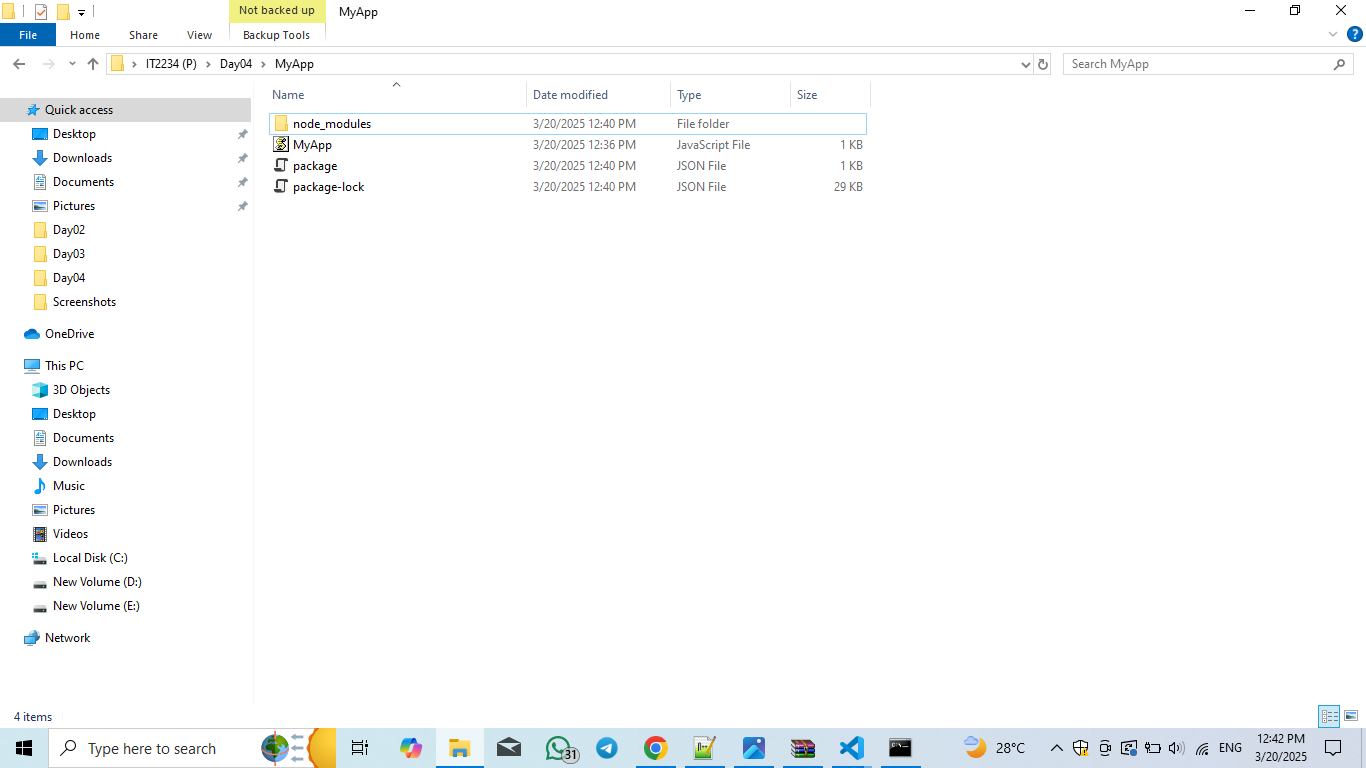 Not backed up
MyApp
File
Home
Share
View
Backup Tools
IT2234 (P)
Day04
MyApp
Search MyApp
Name
Date modified
Type
Size
node_modules
3/20/2025 12:40 PM
File folder
MyApp
3/20/2025 12:36 PM
JavaScript File
1 KB
package
3/20/2025 12:40 PM
JSON File
1 KB
package-lock
3/20/2025 12:40 PM
JSON File
29 KB
Quick access
Desktop
Downloads
Documents
Pictures
Day02
Day03
Day04
Screenshots
OneDrive
This PC
3D Objects
Desktop
Documents
Downloads
Music
Pictures
Videos
Local Disk (C:)
New Volume (D:)
New Volume (E:)
Network
4 items
Type here to search
31
28°C
ENG
12:42 PM
3/20/2025